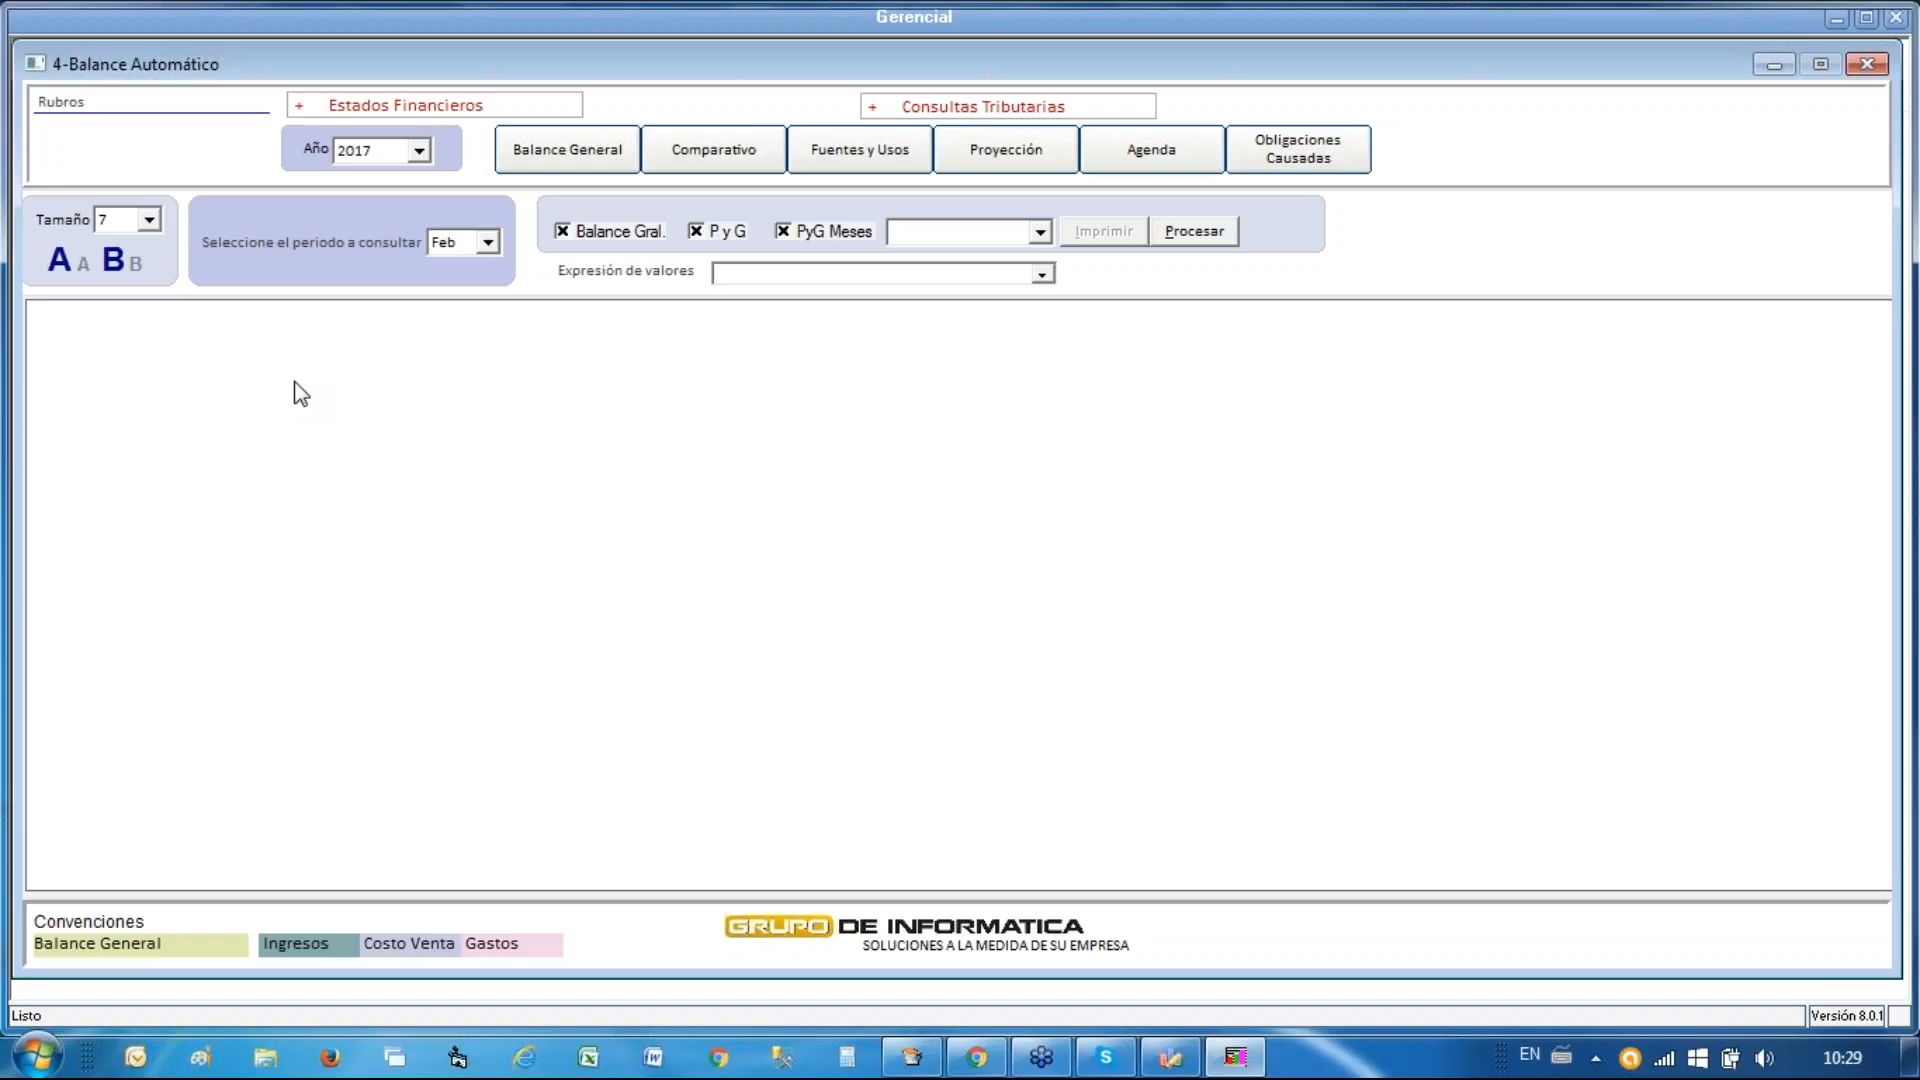 Gerencial
4-Balance Automático
Rubros
+ Estados Financieros
+ Consultas Tributarias
Año 2017
Balance General
Comparativo
Fuentes y Usos
Proyección
Agenda
Obligaciones
Causadas
Tamaño 7
A A B B
Seleccione el periodo a consultar Feb
Balance Gral.
P y G
PyG Meses
Imprimir
Procesar
Expresión de valores
Convenciones
Balance General
Ingresos
Costo Venta
Gastos
GRUPO DE INFORMATICA
SOLUCIONES A LA MEDIDA DE SU EMPRESA
Listo
Versión 8.0.1
EN
10:29